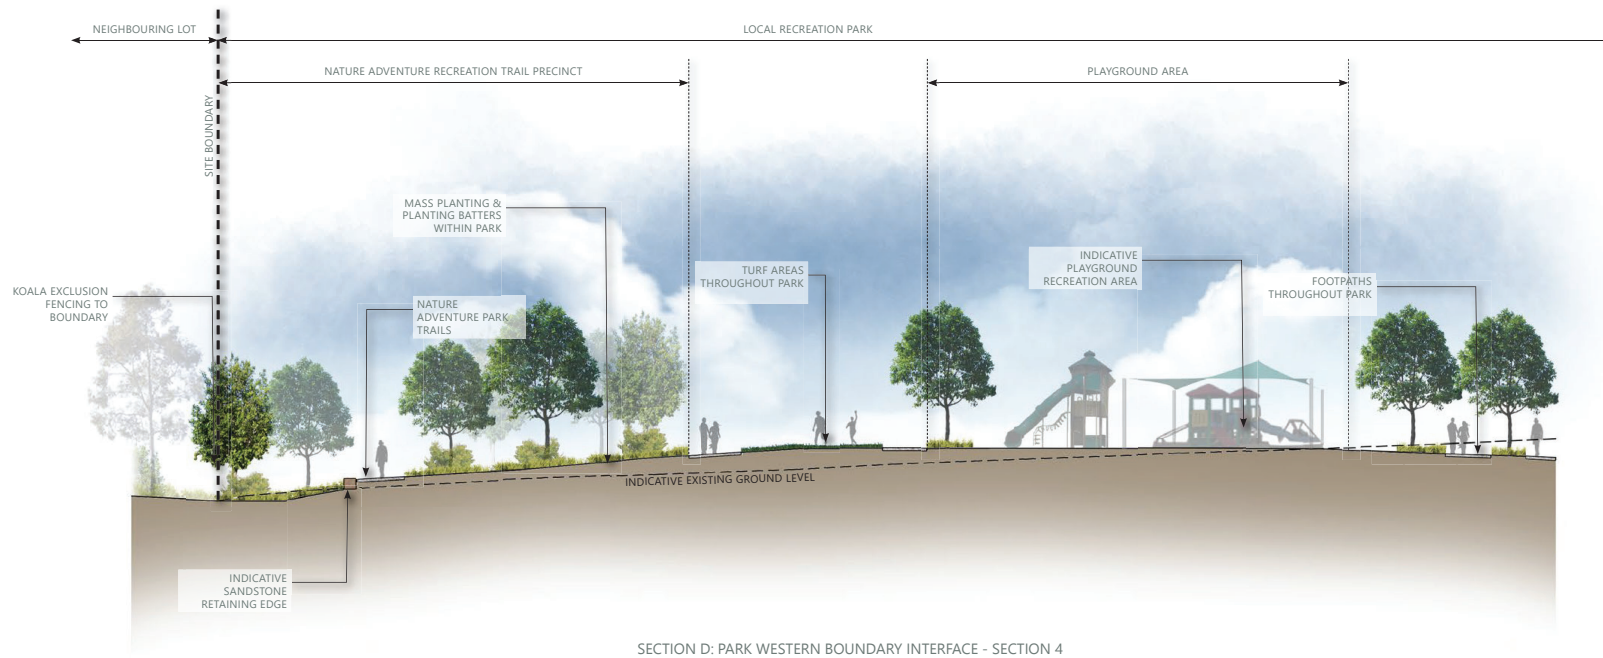 NEIGHBOURING LOT
LOCAL RECREATION PARK
NATURE ADVENTURE RECREATION TRAIL PRECINCT
PLAYGROUND AREA
SITE BOUNDARY
MASS PLANTING &
PLANTING BATTERS
WITHIN PARK
TURF AREAS
THROUGHOUT PARK
INDICATIVE
PLAYGROUND
RECREATION AREA
FOOTPATHS
THROUGHOUT PARK
KOALA EXCLUSION
FENCING TO
BOUNDARY
NATURE
ADVENTURE PARK
TRAILS
INDICATIVE EXISTING GROUND LEVEL
INDICATIVE
SANDSTONE
RETAINING EDGE
SECTION D: PARK WESTERN BOUNDARY INTERFACE - SECTION 4